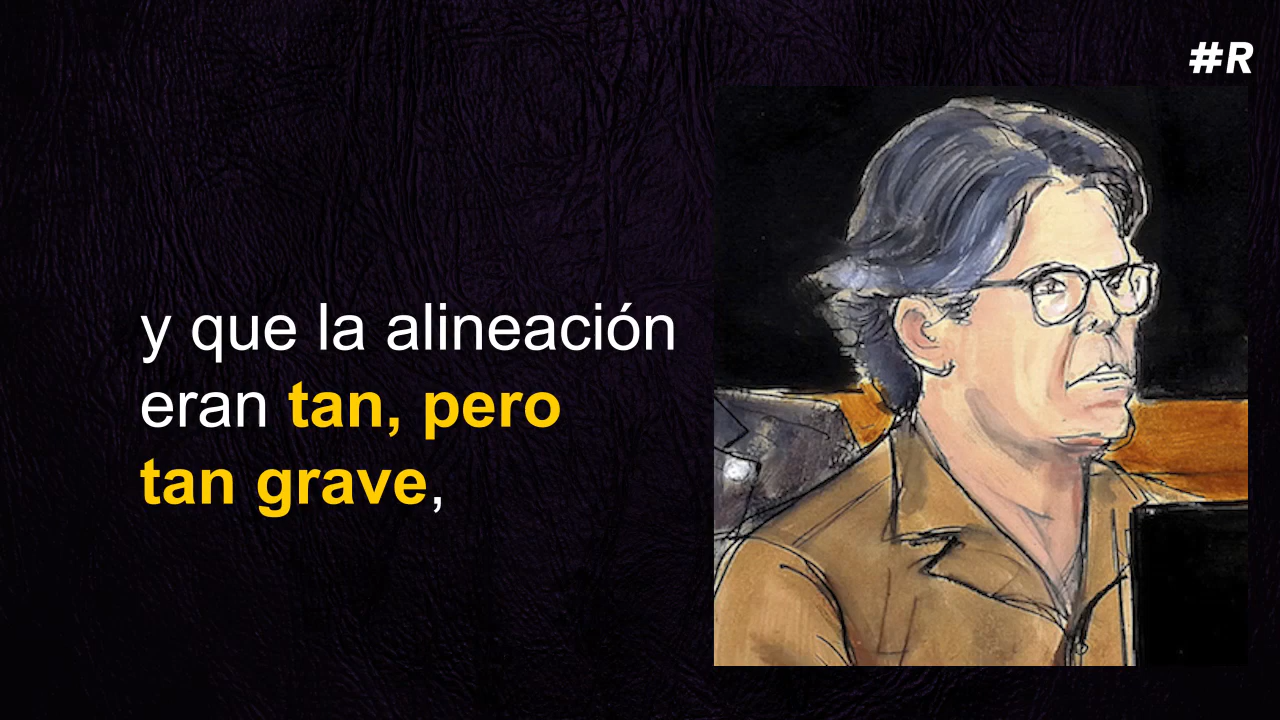 #R
y que la alineación
eran tan, pero
tan grave,